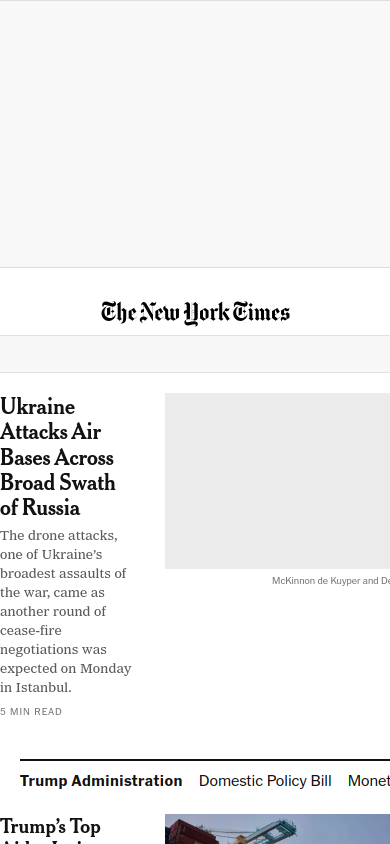 The New York Times
Ukraine
Attacks Air
Bases Across
Broad Swath
of Russia
The drone attacks,
one of Ukraine's
broadest assaults of
the war, came as
another round of
cease-fire
negotiations was
expected on Monday
in Istanbul.
5 MIN READ
McKinnon de Kuyper and De
Trump Administration Domestic Policy Bill Monet
Trump's Top